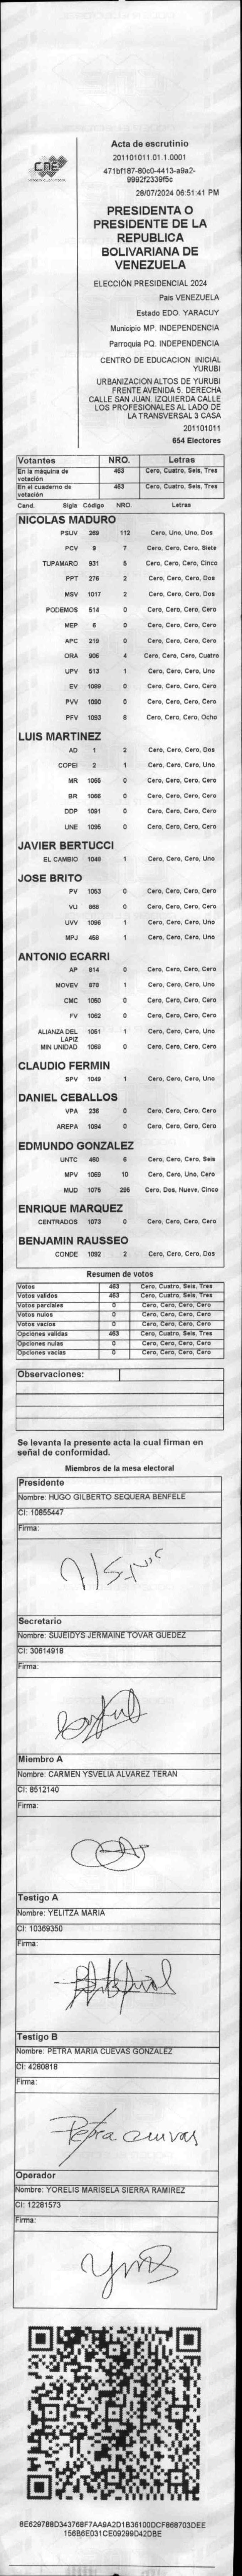 CNE
Acta de escrutinio
201101011.01.1.0001
471bf187-80c0-4413-a9a2-
9992f2339f5c
28/07/2024 06:51:41 PM
PRESIDENTA O
PRESIDENTE DE LA
REPUBLICA
BOLIVARIANA DE
VENEZUELA
ELECCIÓN PRESIDENCIAL 2024
País VENEZUELA
Estado EDO. YARACUY
Municipio MP. INDEPENDENCIA
Parroquia PQ. INDEPENDENCIA
CENTRO DE EDUCACION INICIAL
YURUBI
URBANIZACION ALTOS DE YURUBI
FRENTE AVENIDA 5. DERECHA
CALLE SAN JUAN. IZQUIERDA CALLE
LOS PROFESIONALES AL LADO DE
LA TRANSVERSAL 3 CASA
201101011
654 Electores
Votantes NRO. Letras
En la máquina de votación 463 Cero, Cuatro, Seis, Tres
En el cuaderno de votación 463 Cero, Cuatro, Seis, Tres
Cand. Sigla Código NRO. Letras
NICOLAS MADURO
PSUV 269 112 Cero, Uno, Uno, Dos
PCV 9 7 Cero, Cero, Cero, Siete
TUPAMARO 931 5 Cero, Cero, Cero, Cinco
PPT 276 2 Cero, Cero, Cero, Dos
MSV 1017 2 Cero, Cero, Cero, Dos
PODEMOS 514 0 Cero, Cero, Cero, Cero
MEP 6 0 Cero, Cero, Cero, Cero
APC 219 0 Cero, Cero, Cero, Cero
ORA 906 4 Cero, Cero, Cero, Cuatro
UPV 513 1 Cero, Cero, Cero, Uno
EV 1089 0 Cero, Cero, Cero, Cero
PVV 1090 0 Cero, Cero, Cero, Cero
PFV 1093 8 Cero, Cero, Cero, Ocho
LUIS MARTINEZ
AD 1 2 Cero, Cero, Cero, Dos
COPEI 2 1 Cero, Cero, Cero, Uno
MR 1065 0 Cero, Cero, Cero, Cero
BR 1066 0 Cero, Cero, Cero, Cero
DDP 1091 0 Cero, Cero, Cero, Cero
UNE 1095 0 Cero, Cero, Cero, Cero
JAVIER BERTUCCI
EL CAMBIO 1048 1 Cero, Cero, Cero, Uno
JOSE BRITO
PV 1053 0 Cero, Cero, Cero, Cero
VU 868 0 Cero, Cero, Cero, Cero
UVV 1096 1 Cero, Cero, Cero, Uno
MPJ 459 1 Cero, Cero, Cero, Uno
ANTONIO ECARRI
AP 814 0 Cero, Cero, Cero, Cero
MOVEV 878 1 Cero, Cero, Cero, Uno
CMC 1050 0 Cero, Cero, Cero, Cero
FV 1062 0 Cero, Cero, Cero, Cero
ALIANZA DEL LAPIZ 1051 1 Cero, Cero, Cero, Uno
MIN UNIDAD 1068 0 Cero, Cero, Cero, Cero
CLAUDIO FERMIN
SPV 1049 1 Cero, Cero, Cero, Uno
DANIEL CEBALLOS
VPA 236 0 Cero, Cero, Cero, Cero
AREPA 1094 0 Cero, Cero, Cero, Cero
EDMUNDO GONZALEZ
UNTC 460 6 Cero, Cero, Cero, Seis
MPV 1069 10 Cero, Cero, Uno, Cero
MUD 1075 295 Cero, Dos, Nueve, Cinco
ENRIQUE MARQUEZ
CENTRADOS 1073 0 Cero, Cero, Cero, Cero
BENJAMIN RAUSSEO
CONDE 1092 2 Cero, Cero, Cero, Dos
Resumen de votos
Votos 463 Cero, Cuatro, Seis, Tres
Votos validos 463 Cero, Cuatro, Seis, Tres
Votos parciales 0 Cero, Cero, Cero, Cero
Votos nulos 0 Cero, Cero, Cero, Cero
Votos vacios 0 Cero, Cero, Cero, Cero
Opciones validas 463 Cero, Cuatro, Seis, Tres
Opciones nulas 0 Cero, Cero, Cero, Cero
Opciones vacias 0 Cero, Cero, Cero, Cero
Observaciones:
Se levanta la presente acta la cual firman en
señal de conformidad.
Miembros de la mesa electoral
Presidente
Nombre: HUGO GILBERTO SEQUERA BENFELE
CI: 10855447
Firma:
Secretario
Nombre: SUJEIDYS JERMAINE TOVAR GUEDEZ
CI: 30614918
Firma:
Miembro A
Nombre: CARMEN YSVELIA ALVAREZ TERAN
CI: 8512140
Firma:
Testigo A
Nombre: YELITZA MARIA
CI: 10369350
Firma:
Testigo B
Nombre: PETRA MARIA CUEVAS GONZALEZ
CI: 4280818
Firma:
Petra cuevas
Operador
Nombre: YORELIS MARISELA SIERRA RAMIREZ
CI: 12281573
Firma:
8E629788D343768F7AA9A2D1B36100DCF868703DEE
156B6E031CE09299D42DBE